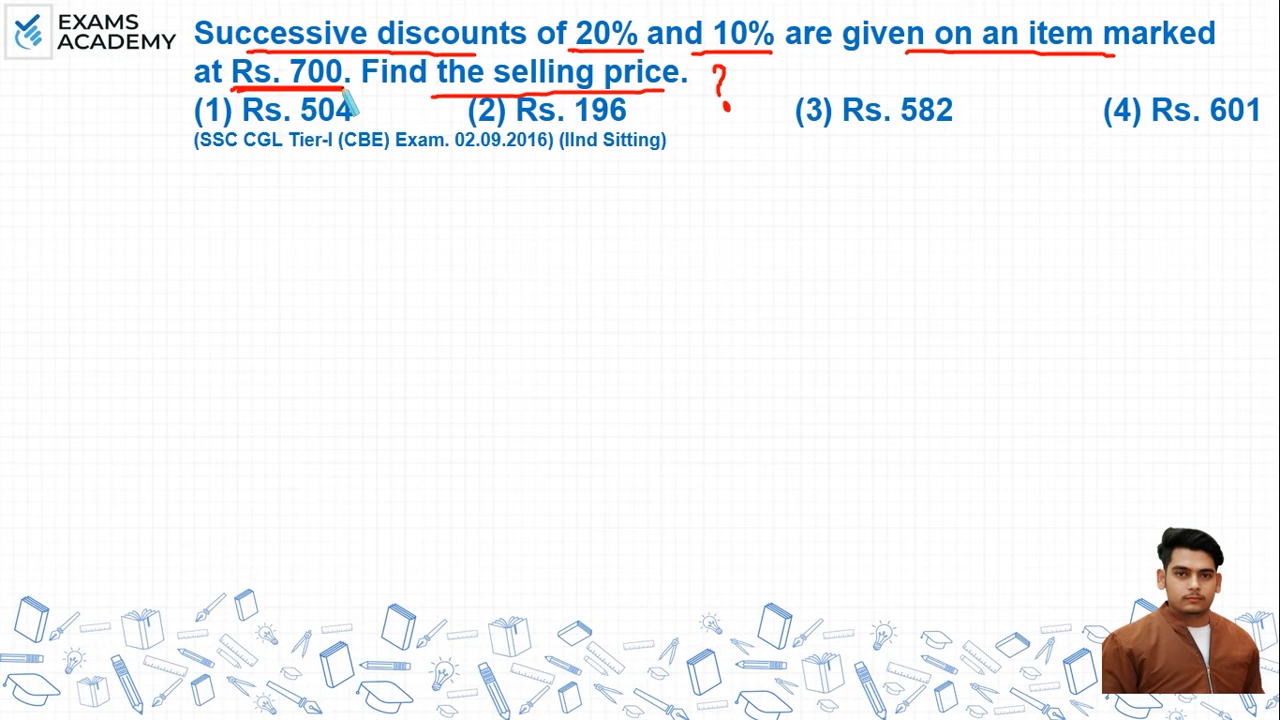 EXAMS
ACADEMY
Successive discounts of 20% and 10% are given on an item marked
at Rs. 700. Find the selling price. ?
(1) Rs. 504 (2) Rs. 196 (3) Rs. 582 (4) Rs. 601
(SSC CGL Tier-I (CBE) Exam. 02.09.2016) (IInd Sitting)